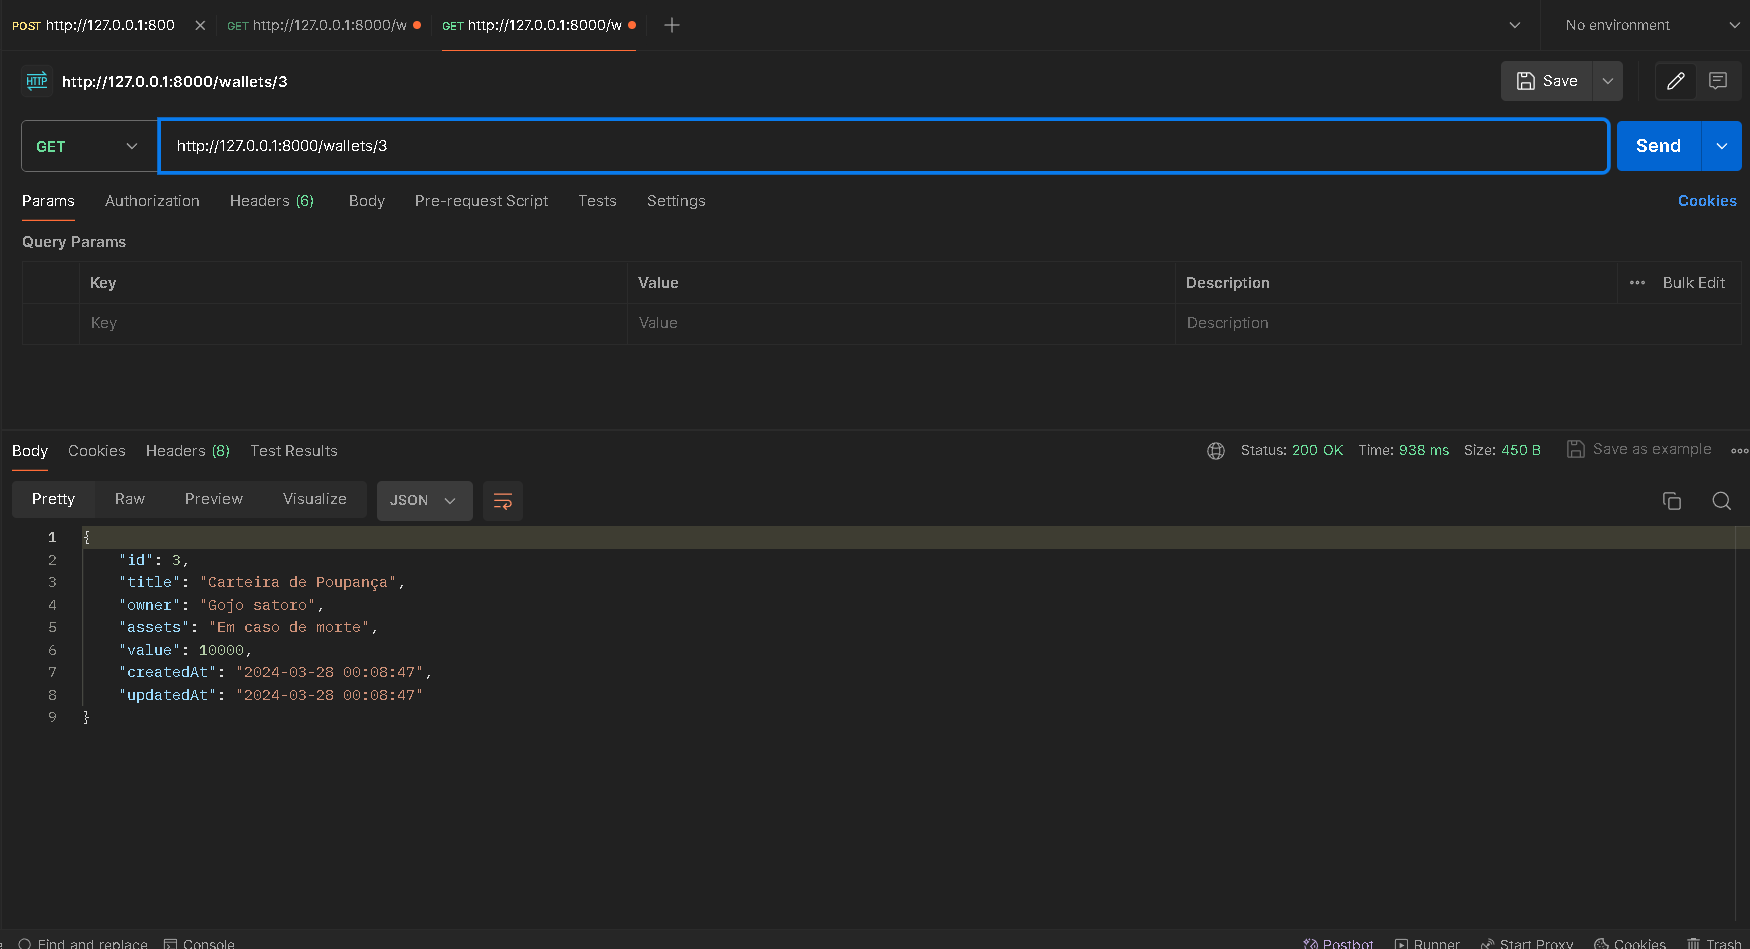 POST http://127.0.0.1:800 GET http://127.0.0.1:8000/w GET http://127.0.0.1:8000/w No environment
HTTP http://127.0.0.1:8000/wallets/3 Save
GET http://127.0.0.1:8000/wallets/3 Send
Params Authorization Headers (6) Body Pre-request Script Tests Settings Cookies
Query Params
Key Value Description ••• Bulk Edit
Key Value Description
Body Cookies Headers (8) Test Results Status: 200 OK Time: 938 ms Size: 450 B Save as example
Pretty Raw Preview Visualize JSON
1 {
2 "id": 3,
3 "title": "Carteira de Poupança",
4 "owner": "Gojo satoro",
5 "assets": "Em caso de morte",
6 "value": 10000,
7 "createdAt": "2024-03-28 00:08:47",
8 "updatedAt": "2024-03-28 00:08:47"
9 }
Find and replace Console Postbot Runner Start Proxy Cookies Trash